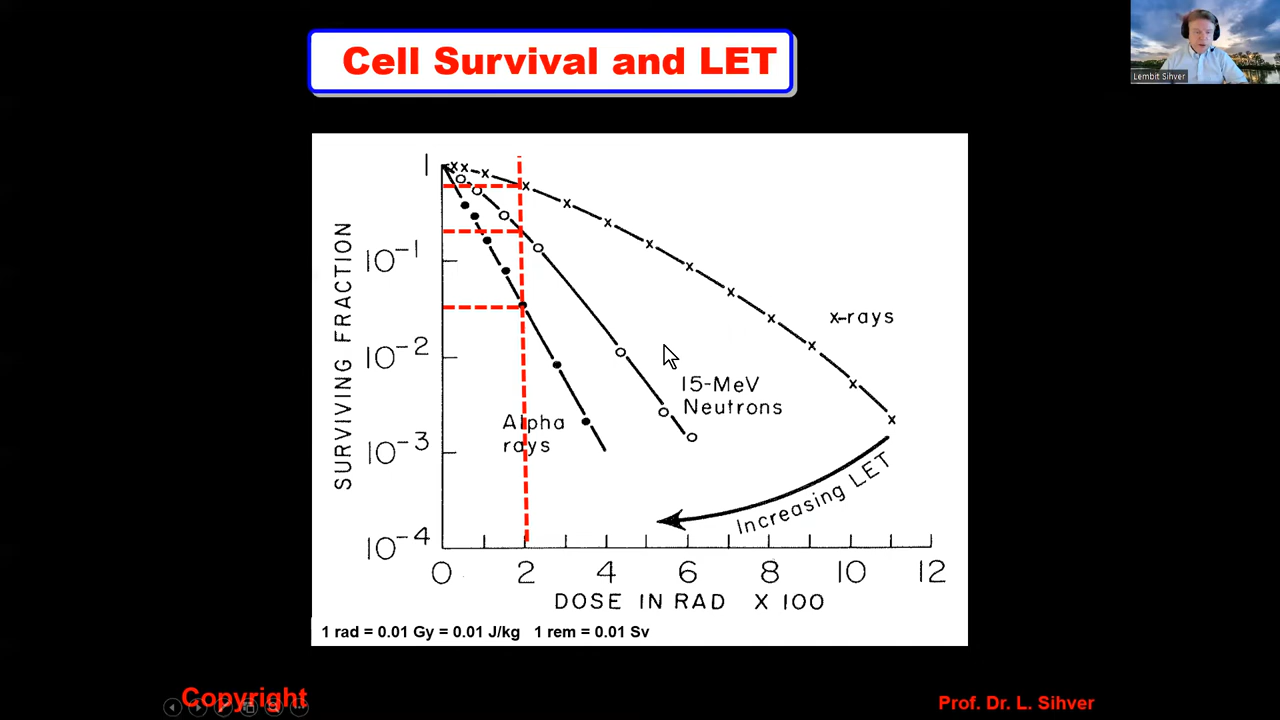 Cell Survival and LET
Lembit Sihver
SURVIVING FRACTION
1
10-1
10-2
10-3
10-4
x-rays
15-MeV
Neutrons
Alpha
rays
Increasing LET
0 2 4 6 8 10 12
DOSE IN RAD X 100
1 rad = 0.01 Gy = 0.01 J/kg 1 rem = 0.01 Sv
Copyright
Prof. Dr. L. Sihver